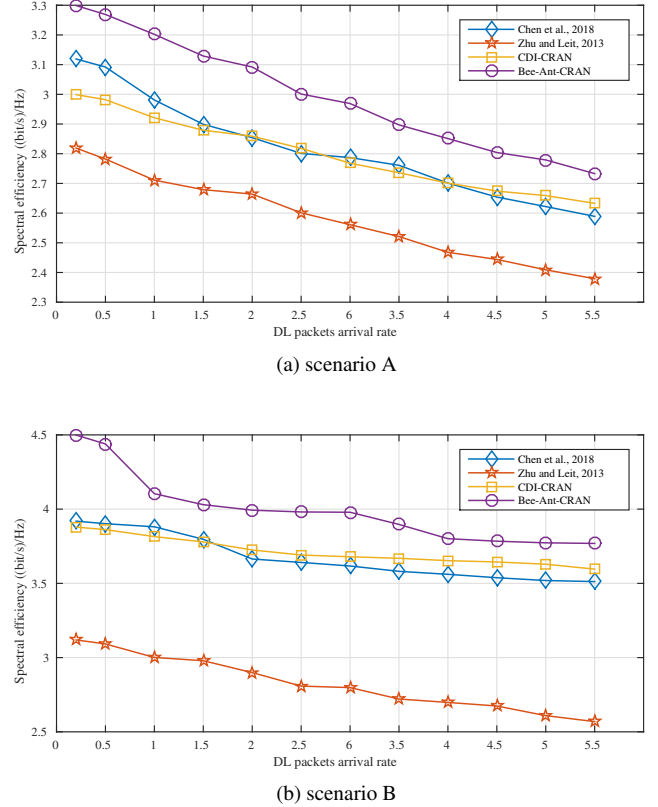 3.3
3.2
3.1
3
2.9
2.8
2.7
2.6
2.5
2.4
2.3
Spectral efficiency ((bit/s)/Hz)
Chen et al., 2018
Zhu and Leit, 2013
CDI-CRAN
Bee-Ant-CRAN
0 0.5 1 1.5 2 2.5 6 3.5 4 4.5 5 5.5
DL packets arrival rate
(a) scenario A
4.5
4
3.5
3
2.5
Spectral efficiency ((bit/s)/Hz)
Chen et al., 2018
Zhu and Leit, 2013
CDI-CRAN
Bee-Ant-CRAN
0 0.5 1 1.5 2 2.5 6 3.5 4 4.5 5 5.5
DL packets arrival rate
(b) scenario B